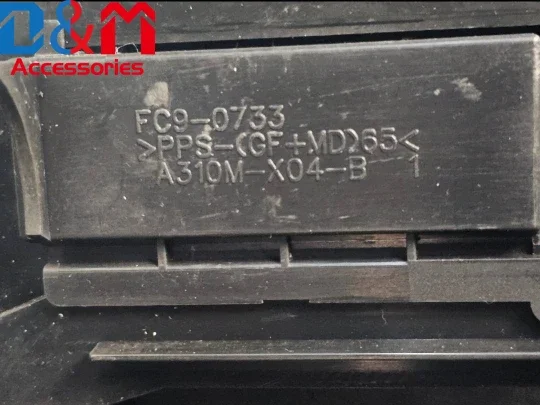 D&M
Accessories
FC9-0733
>PPS-(GF+MD)65<
A310M-X04-B 1